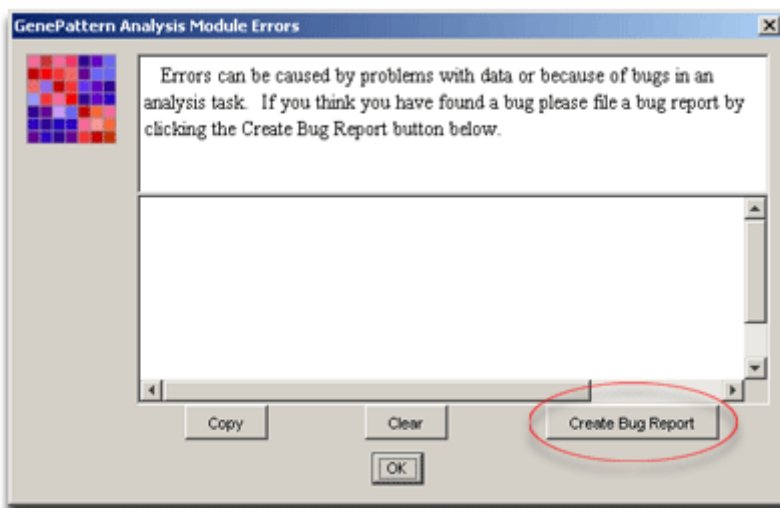 GenePattern Analysis Module Errors
Errors can be caused by problems with data or because of bugs in an
analysis task. If you think you have found a bug please file a bug report by
clicking the Create Bug Report button below.
Copy Clear Create Bug Report
OK